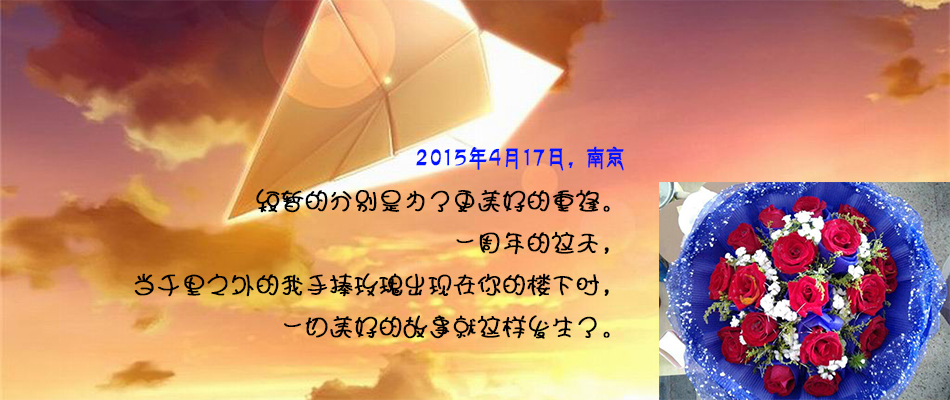 2015年4月17日，南京
短暂的分别是为了更美好的重逢。
一周年的这天，
当千里之外的我手捧玫瑰出现在你的楼下时，
一切美好的故事就这样发生了。